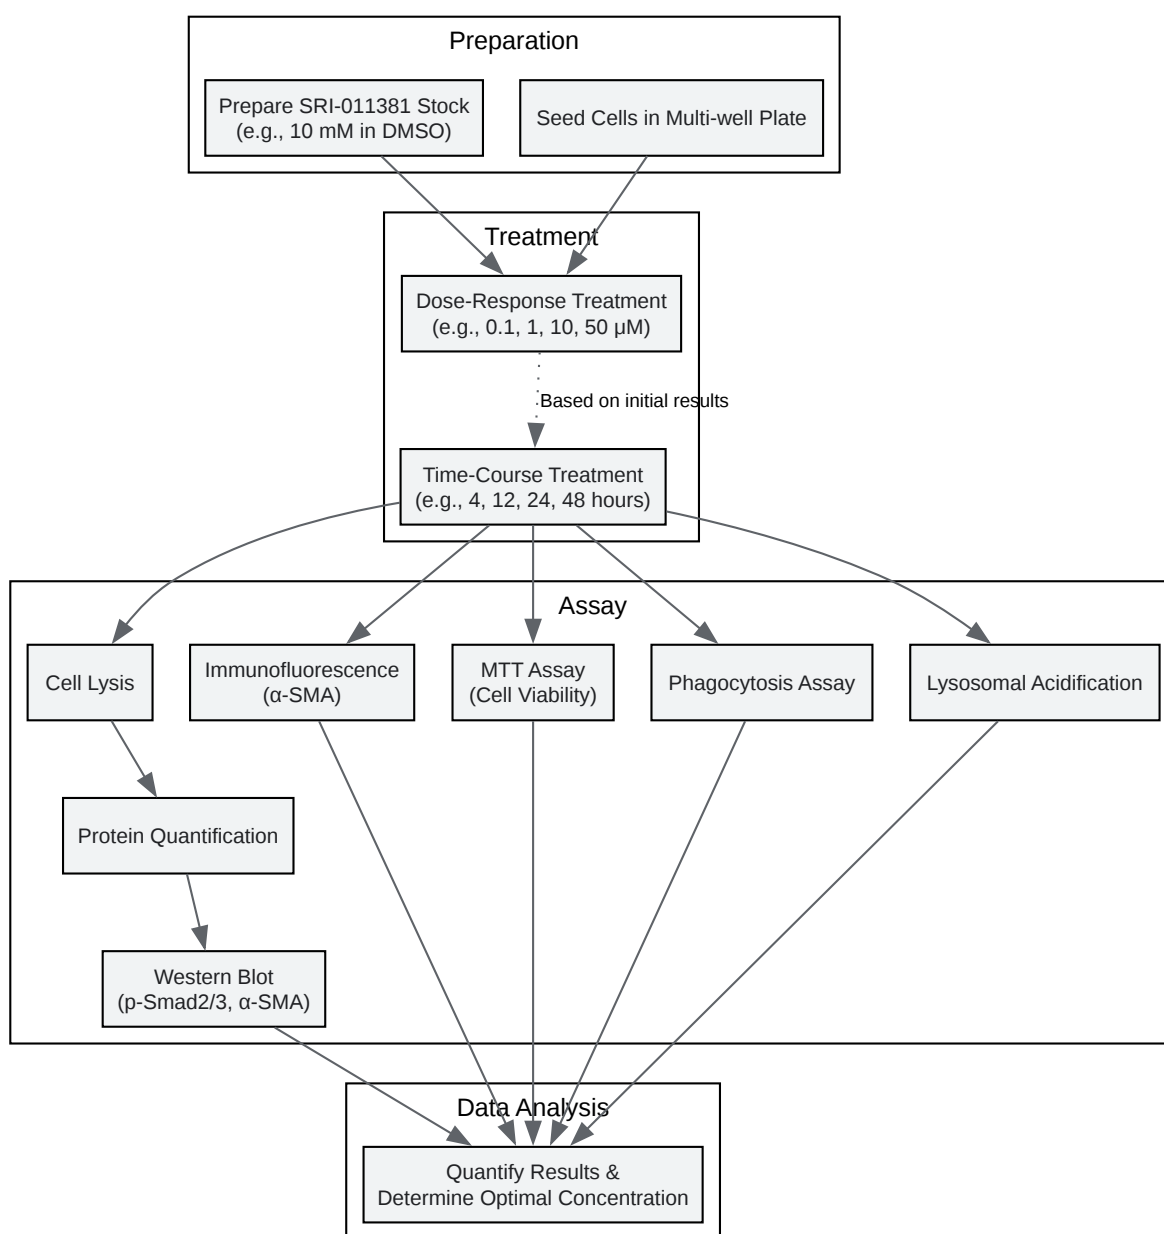 Preparation
Prepare SRI-011381 Stock
(e.g., 10 mM in DMSO)
Seed Cells in Multi-well Plate
Treatment
Dose-Response Treatment
(e.g., 0.1, 1, 10, 50 μM)
Based on initial results
Time-Course Treatment
(e.g., 4, 12, 24, 48 hours)
Assay
Cell Lysis
Immunofluorescence
(α-SMA)
MTT Assay
(Cell Viability)
Phagocytosis Assay
Lysosomal Acidification
Protein Quantification
Western Blot
(p-Smad2/3, α-SMA)
Data Analysis
Quantify Results &
Determine Optimal Concentration